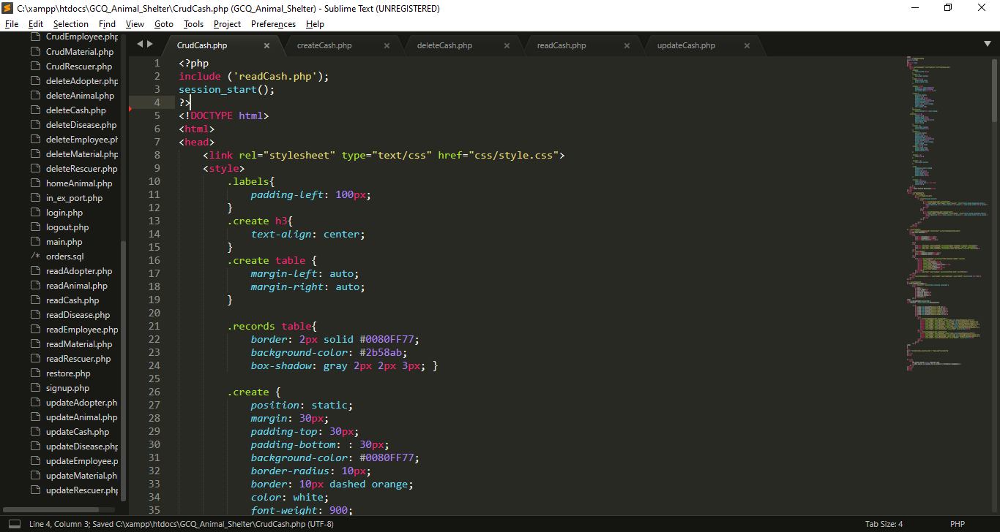 C:\xampp\htdocs\GCQ_Animal_Shelter\CrudCash.php (GCQ_Animal_Shelter) - Sublime Text (UNREGISTERED)
File Edit Selection Find View Goto Tools Project Preferences Help
CrudEmployee.php
CrudMaterial.php
CrudRescuer.php
deleteAdopter.php
deleteAnimal.php
deleteCash.php
deleteDisease.php
deleteEmployee.ph
deleteMaterial.php
deleteRescuer.php
homeAnimal.php
in_ex_port.php
login.php
logout.php
main.php
/* orders.sql
readAdopter.php
readAnimal.php
readCash.php
readDisease.php
readEmployee.php
readMaterial.php
readRescuer.php
restore.php
signup.php
updateAdopter.ph
updateAnimal.php
updateCash.php
updateDisease.php
updateEmployee.p
updateMaterial.ph
updateRescuer.php
CrudCash.php × createCash.php × deleteCash.php × readCash.php × updateCash.php ×
1 <?php
2 include ('readCash.php');
3 session_start();
4 ?>
5 <!DOCTYPE html>
6 <html>
7 <head>
8 <link rel="stylesheet" type="text/css" href="css/style.css">
9 <style>
10 .labels{
11 padding-left: 100px;
12 }
13 .create h3{
14 text-align: center;
15 }
16 .create table {
17 margin-left: auto;
18 margin-right: auto;
19 }
20
21 .records table{
22 border: 2px solid #0080FF77;
23 background-color: #2b58ab;
24 box-shadow: gray 2px 2px 3px; }
25
26 .create {
27 position: static;
28 margin: 30px;
29 padding-top: 30px;
30 padding-bottom: : 30px;
31 background-color: #0080FF77;
32 border-radius: 10px;
33 border: 10px dashed orange;
34 color: white;
35 font-weight: 900;
Line 4, Column 3; Saved C:\xampp\htdocs\GCQ_Animal_Shelter\CrudCash.php (UTF-8) Tab Size: 4 PHP